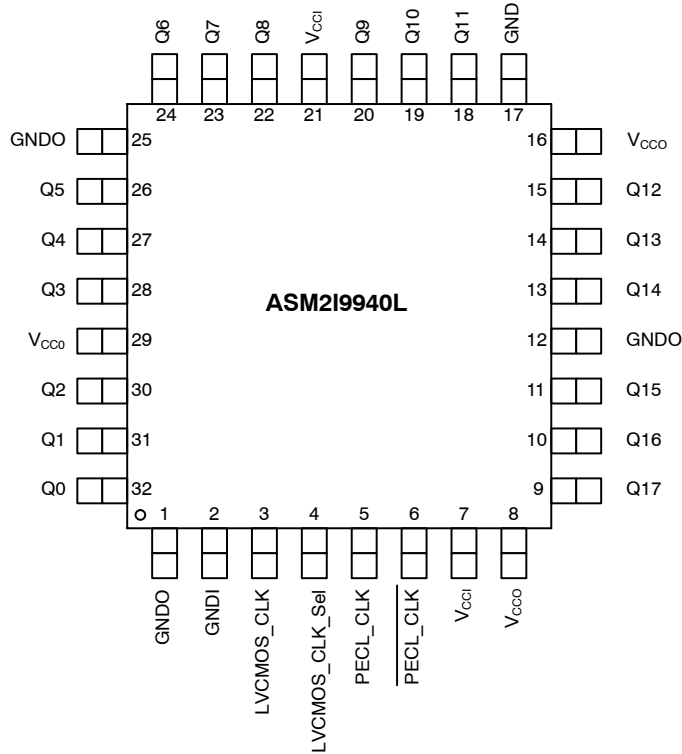 Q6 Q7 Q8 VCCI Q9 Q10 Q11 GND
24 23 22 21 20 19 18 17
GNDO 25 16 VCCO
Q5 26 15 Q12
Q4 27 14 Q13
Q3 28 13 Q14
ASM2I9940L
VCC0 29 12 GNDO
Q2 30 11 Q15
Q1 31 10 Q16
Q0 32 9 Q17
1 2 3 4 5 6 7 8
GNDO
GNDI
LVCMOS_CLK
LVCMOS_CLK_Sel
PECL_CLK
PECL_CLK
VCCI
VCCO